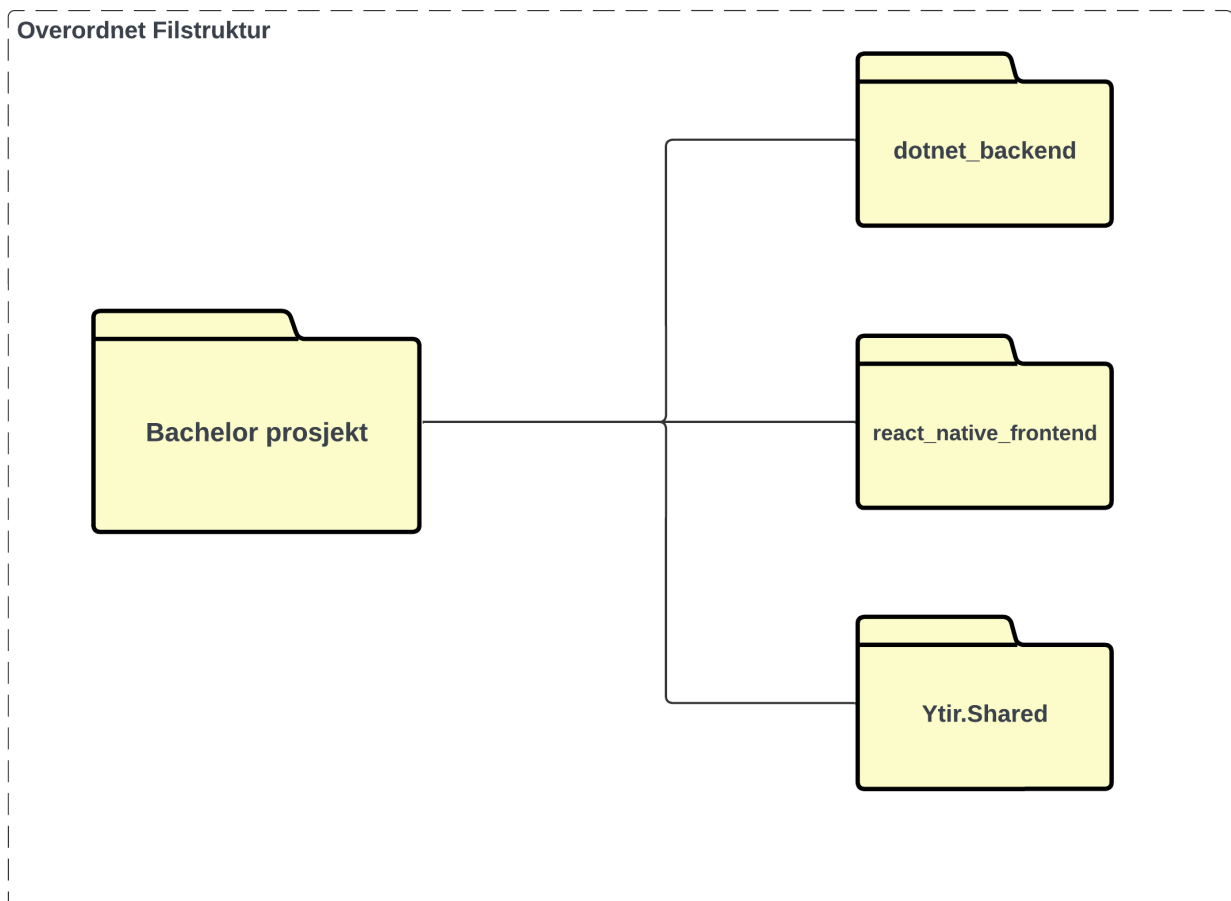 Overordnet Filstruktur
dotnet_backend
Bachelor prosjekt
react_native_frontend
Ytir.Shared